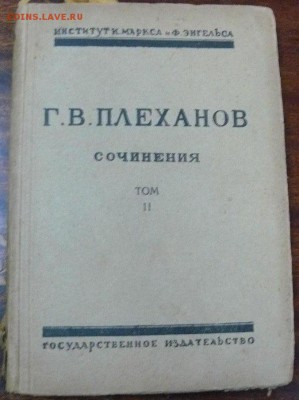 COINS.LAVE.RU
ИНСТИТУТ К. МАРКСА и Ф. ЭНГЕЛЬСА
Г. В. ПЛЕХАНОВ
СОЧИНЕНИЯ
ТОМ
II
ГОСУДАРСТВЕННОЕ ИЗДАТЕЛЬСТВО